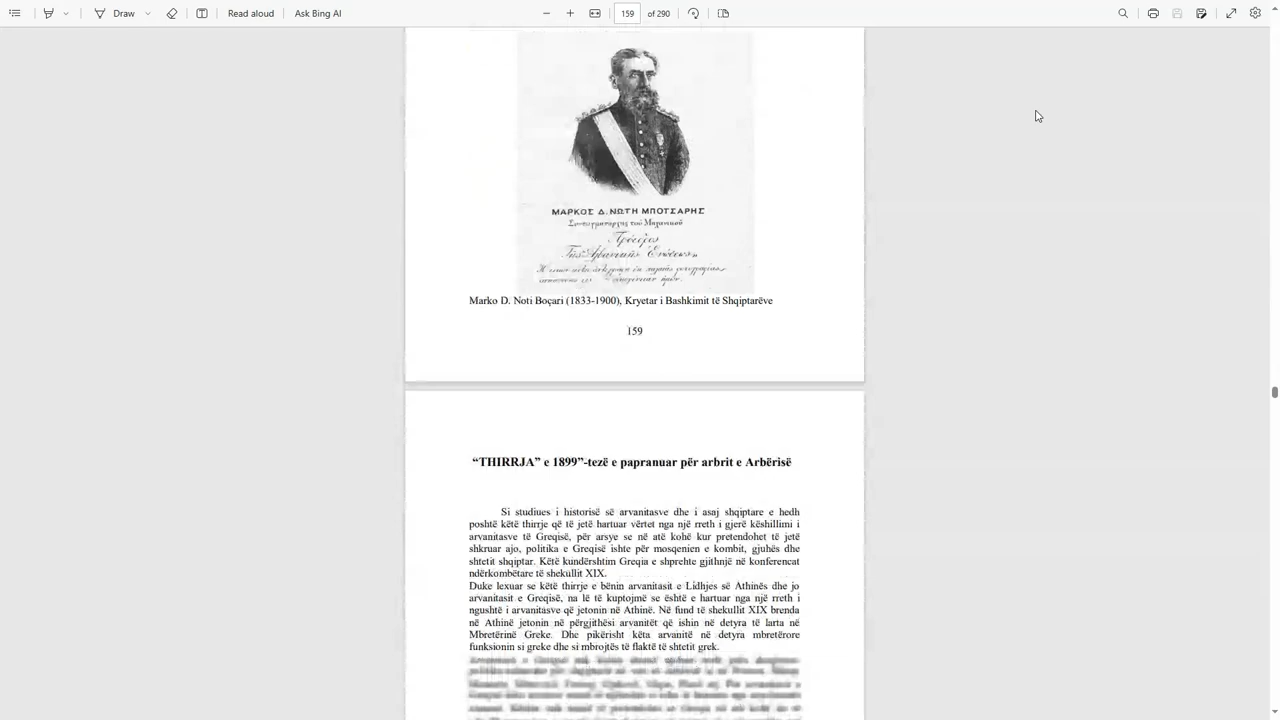 Draw
Read aloud
Ask Bing AI
159 of 290
ΜΑΡΚΟΣ Δ. ΝΩΤΗ ΜΠΟΤΣΑΡΗΣ
Συνταγματάρχης τοῦ Μηχανικοῦ
Πρόεδρος
Marko D. Noti Boçari (1833-1900), Kryetar i Bashkimit të Shqiptarëve
159
“THIRRJA” e 1899”-tezë e papranuar për arbrit e Arbërisë
Si studiues i historisë së arvanitasve dhe i asaj shqiptare e hedh
poshtë këtë thirrje që të jetë hartuar vërtet nga një rreth i gjerë këshillimi i
arvanitasve të Greqisë, për arsye se në atë kohë kur pretendohet të jetë
shkruar ajo, politika e Greqisë ishte për mosqenien e kombit, gjuhës dhe
shtetit shqiptar. Këtë kundërshtim Greqia e shprehte gjithnjë në konferencat
ndërkombëtare të shekullit XIX.
Duke lexuar se këtë thirrje e bënin arvanitasit e Lidhjes së Athinës dhe jo
arvanitasit e Greqisë, na lë të kuptojmë se është e hartuar nga një rreth i
ngushtë i arvanitasve që jetonin në Athinë. Në fund të shekullit XIX brenda
në Athinë jetonin në përgjithësi arvanitët që ishin në detyra të larta në
Mbretërinë Greke. Dhe pikërisht këta arvanitë në detyra mbretërore
funksionin si greke dhe si mbrojtës të flaktë të shtetit grek.